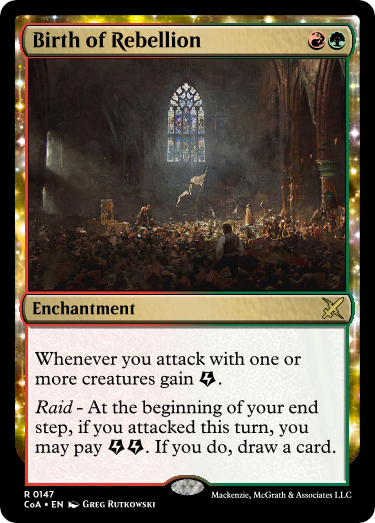 Birth of Rebellion
Enchantment
Whenever you attack with one or
more creatures gain .
Raid - At the beginning of your end
step, if you attacked this turn, you
may pay . If you do, draw a card.
R 0147
Mackenzie, McGrath & Associates LLC
CoA • EN Greg Rutkowski